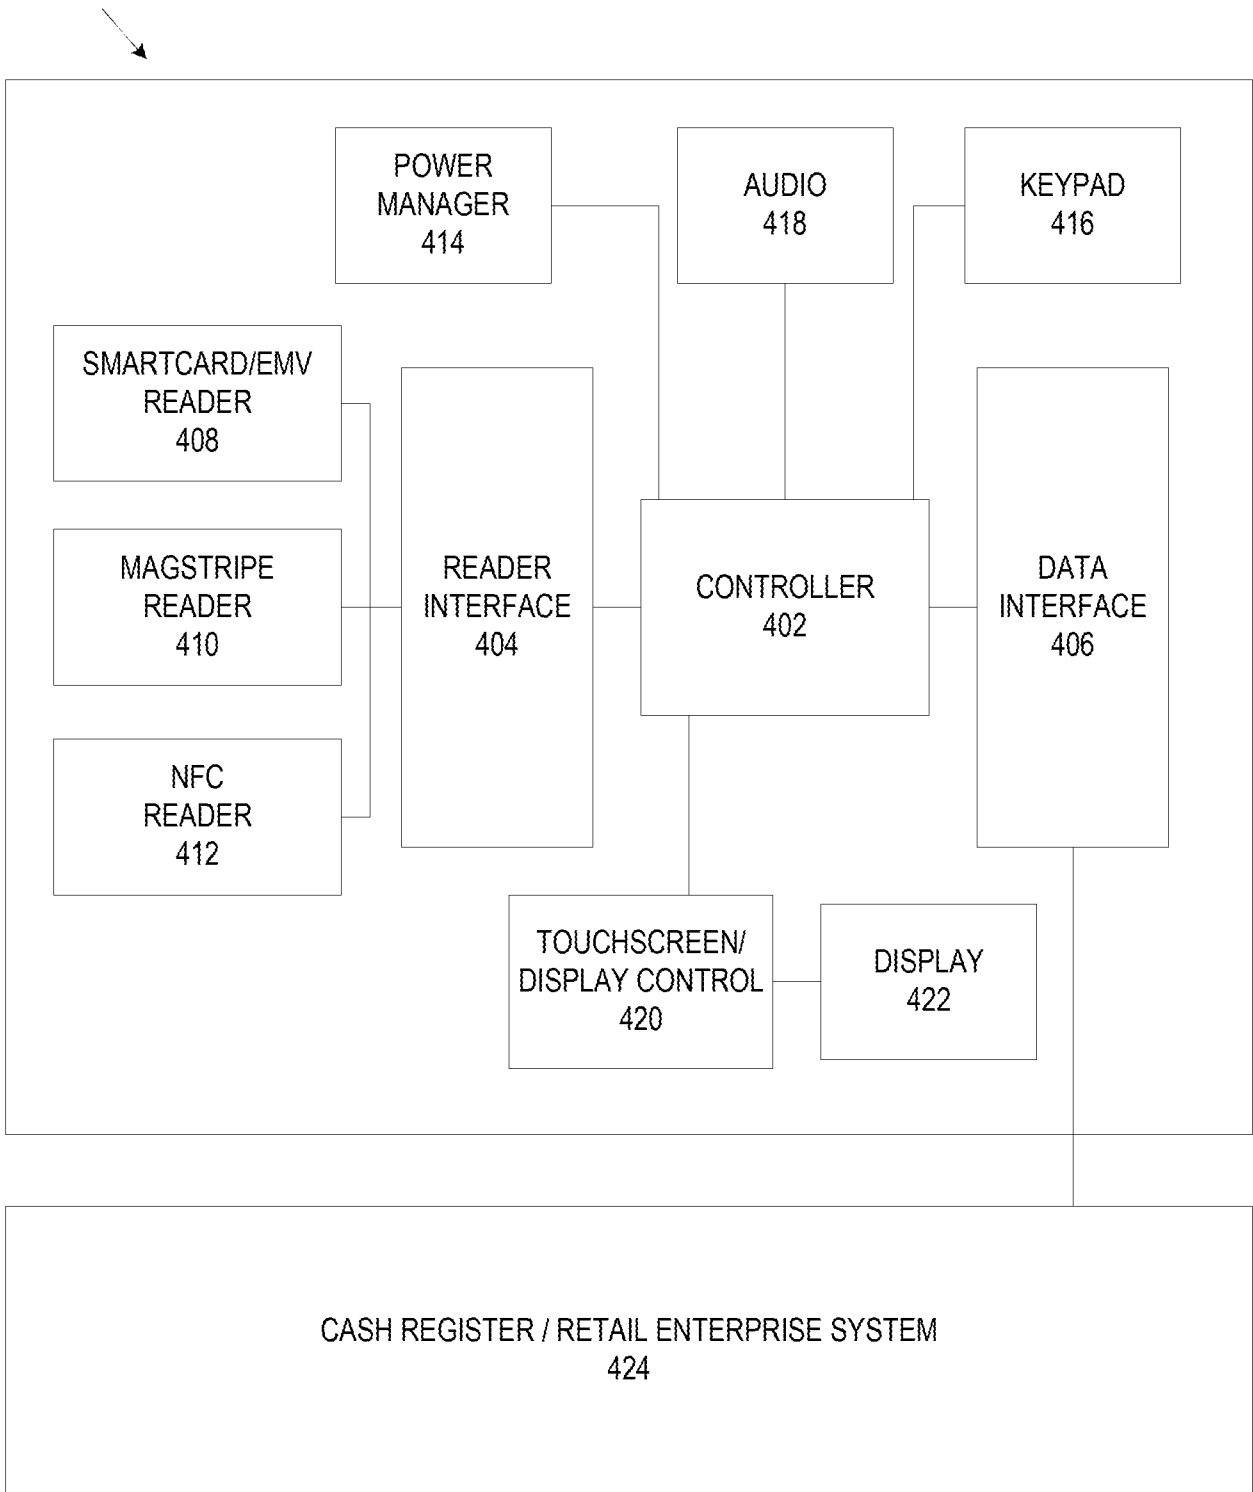 POWER
MANAGER
414
AUDIO
418
KEYPAD
416
SMARTCARD/EMV
READER
408
MAGSTRIPE
READER
410
NFC
READER
412
READER
INTERFACE
404
CONTROLLER
402
DATA
INTERFACE
406
TOUCHSCREEN/
DISPLAY CONTROL
420
DISPLAY
422
CASH REGISTER / RETAIL ENTERPRISE SYSTEM
424